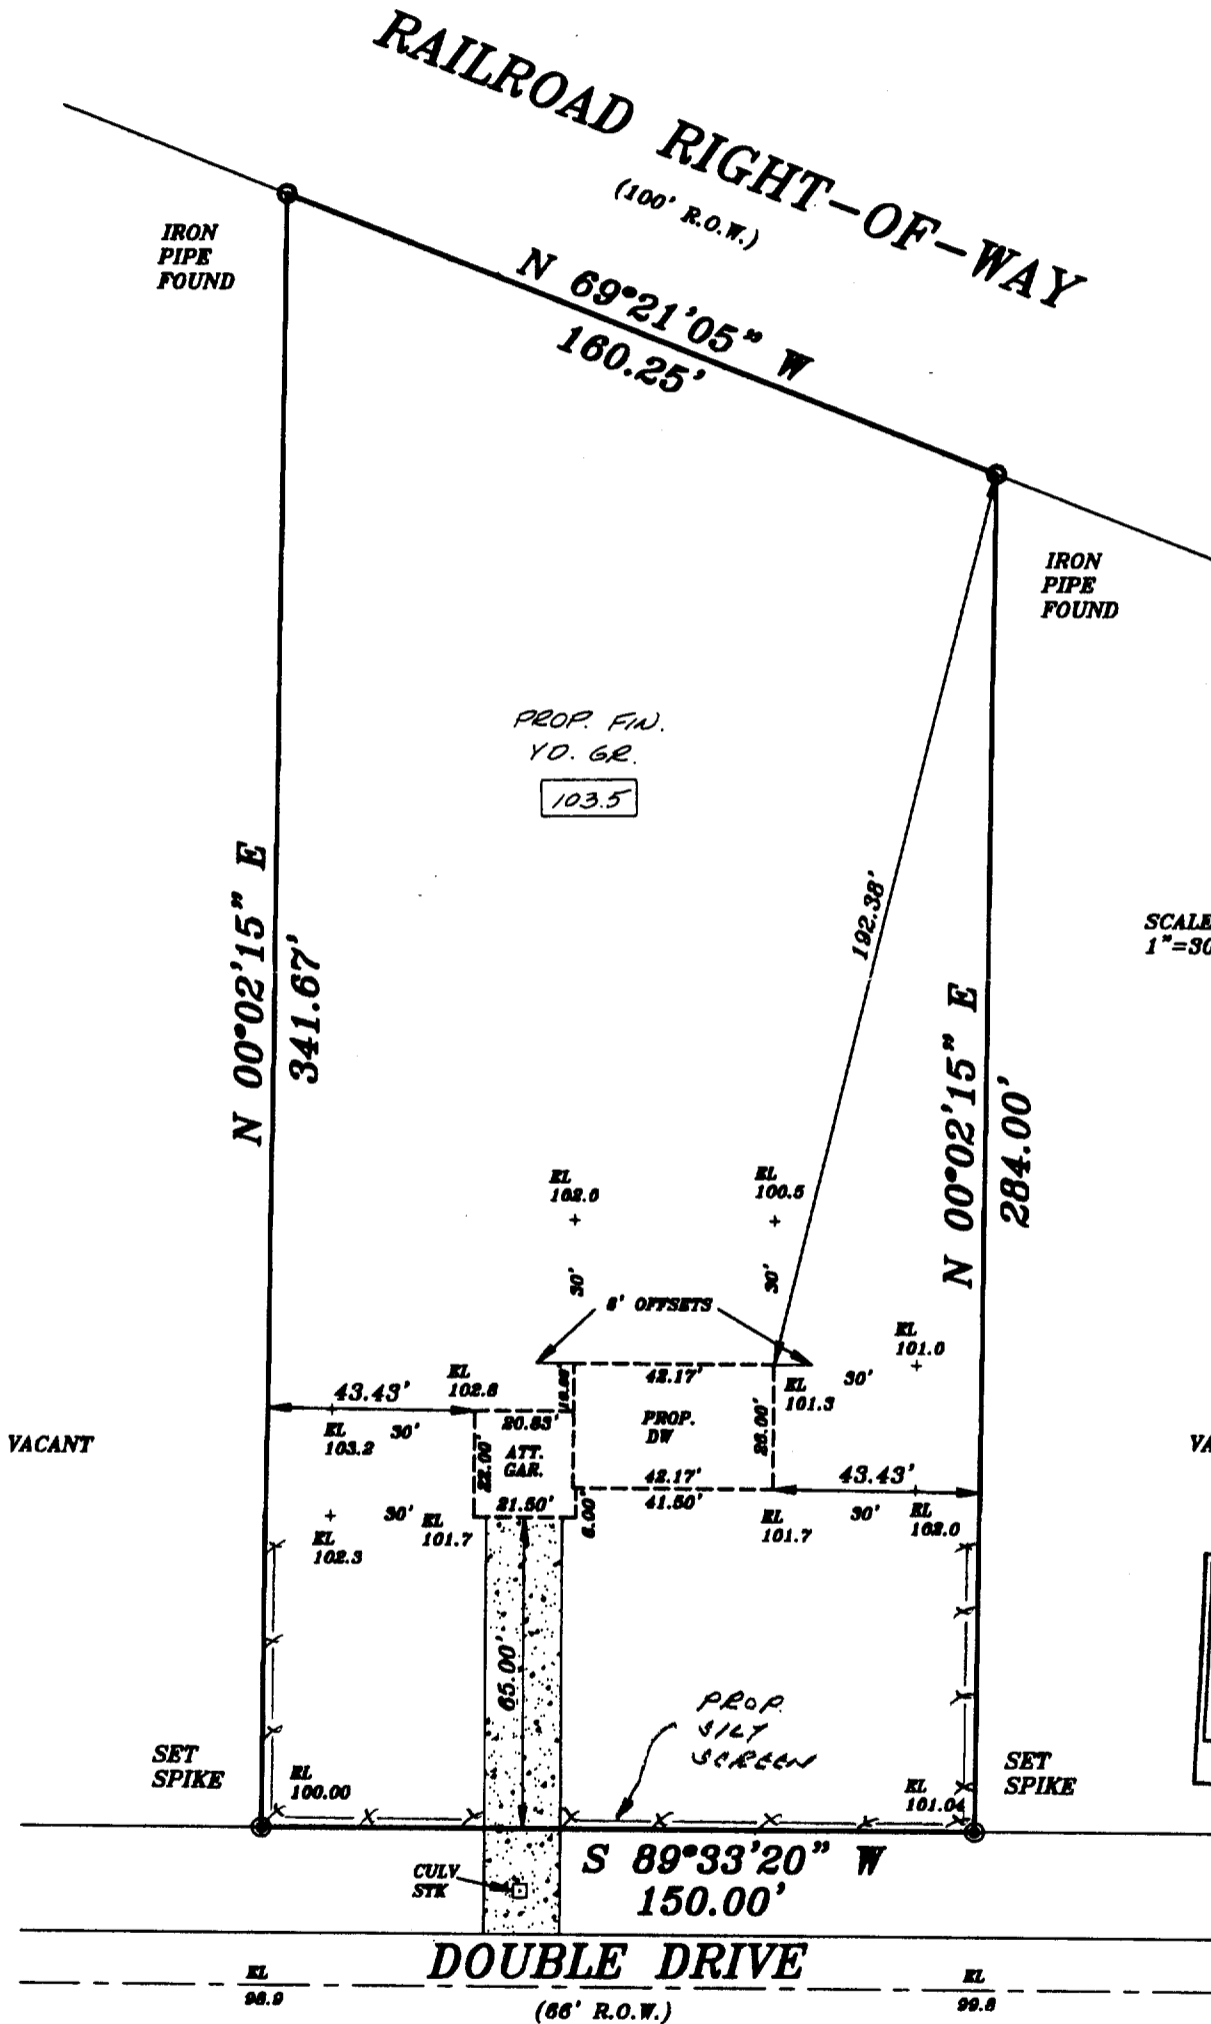 RAILROAD RIGHT-OF-WAY
(100' R.O.W.)
IRON
PIPE
FOUND
N 69°21'05" W
160.25'
IRON
PIPE
FOUND
PROP. FIN.
YD. GR.
103.5
192.38'
SCALE
1"=30
N 00°02'15" E
341.67'
N 00°02'15" E
284.00'
EL
102.0
EL
100.5
30'
30'
OFFSETS
EL
101.0
42.17'
30'
EL
101.3
43.43'
EL
102.8
20.83'
PROP.
DW
26.00'
VACANT
EL
103.2
30'
22.00'
ATT.
GAR.
VA
42.17'
43.43'
21.50'
41.50'
6.00'
30'
EL
101.7
EL
101.7
30'
EL
102.0
EL
102.3
65.00'
PROP.
SILT
SCREEN
SET
SPIKE
EL
100.00
EL
101.04
SET
SPIKE
S 89°33'20" W
150.00'
CULV
STK
DOUBLE DRIVE
EL
98.9
(66' R.O.W.)
EL
99.8